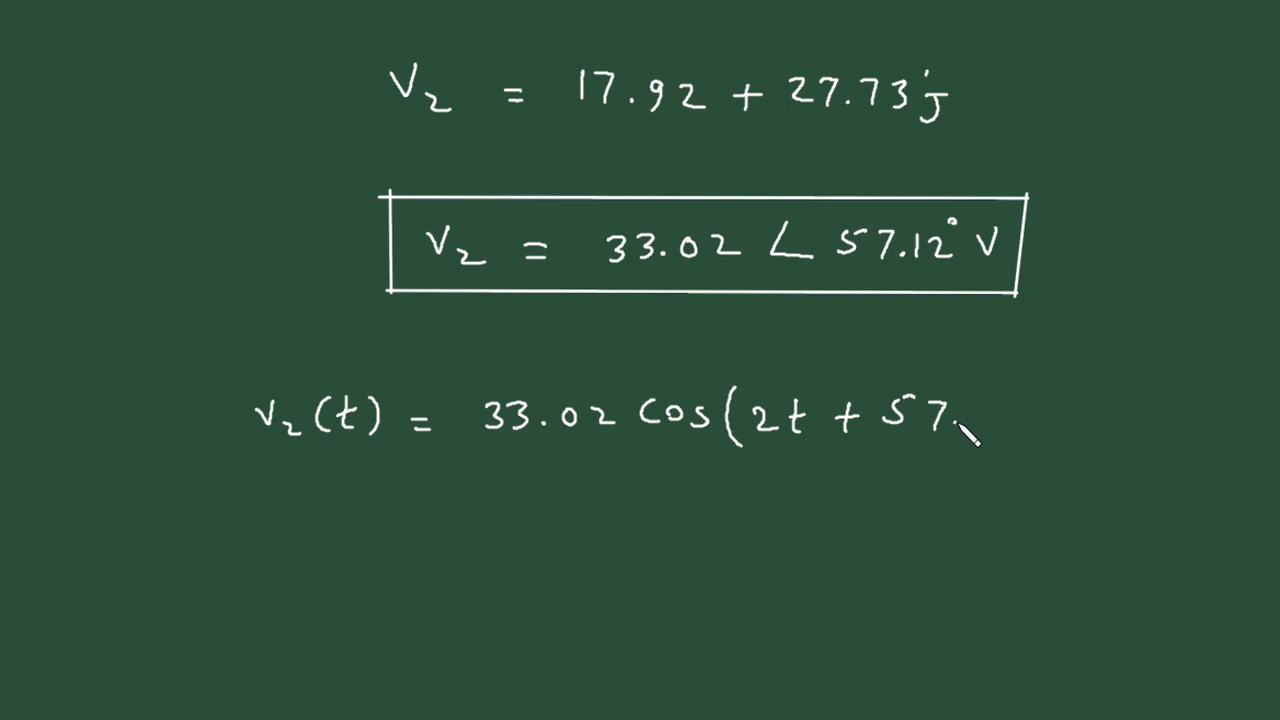 V₂ = 17.92 + 27.73j
V₂ = 33.02 ∠ 57.12° V
v₂(t) = 33.02 cos(2t + 57.